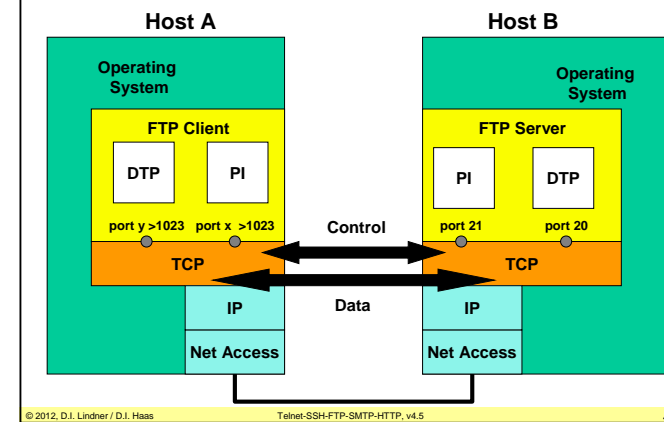 Host A
Host B
Operating
System
Operating
System
FTP Client
FTP Server
DTP
PI
PI
DTP
port y >1023
port x >1023
Control
port 21
port 20
TCP
TCP
IP
Data
IP
Net Access
Net Access
© 2012, D.I. Lindner / D.I. Haas
Telnet-SSH-FTP-SMTP-HTTP, v4.5